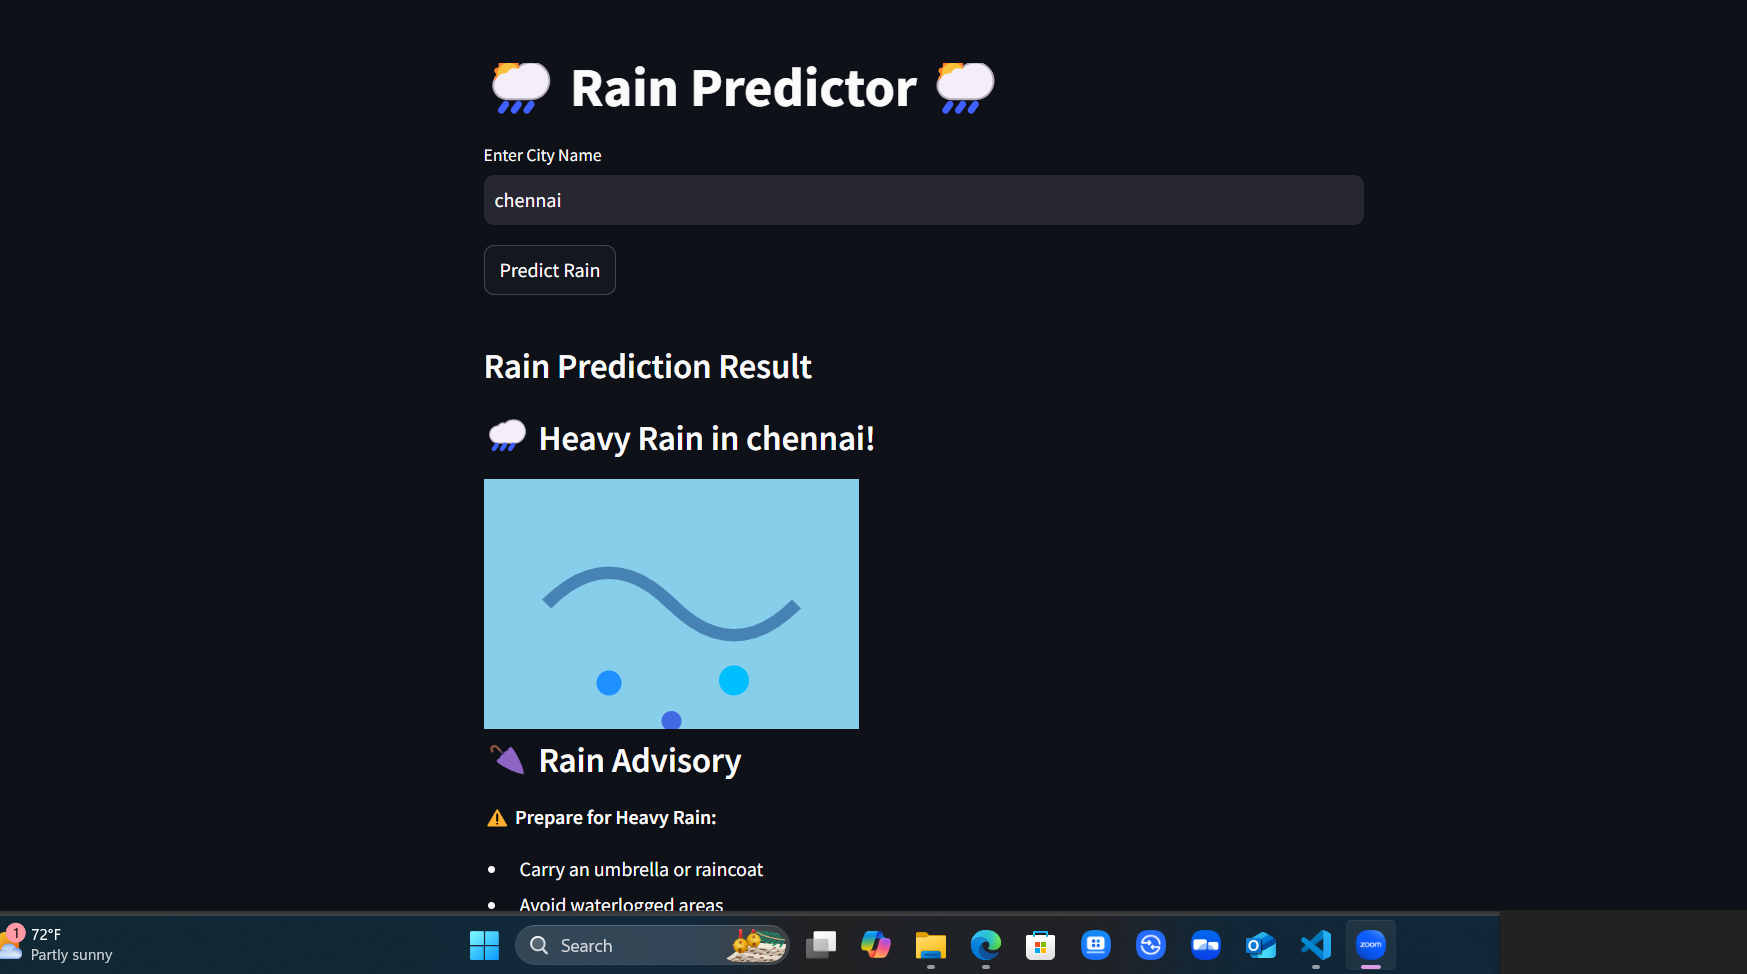 Rain Predictor
Enter City Name
chennai
Predict Rain
Rain Prediction Result
Heavy Rain in chennai!
Rain Advisory
Prepare for Heavy Rain:
Carry an umbrella or raincoat
Avoid waterlogged areas
1
72°F
Partly sunny
Search
zoom